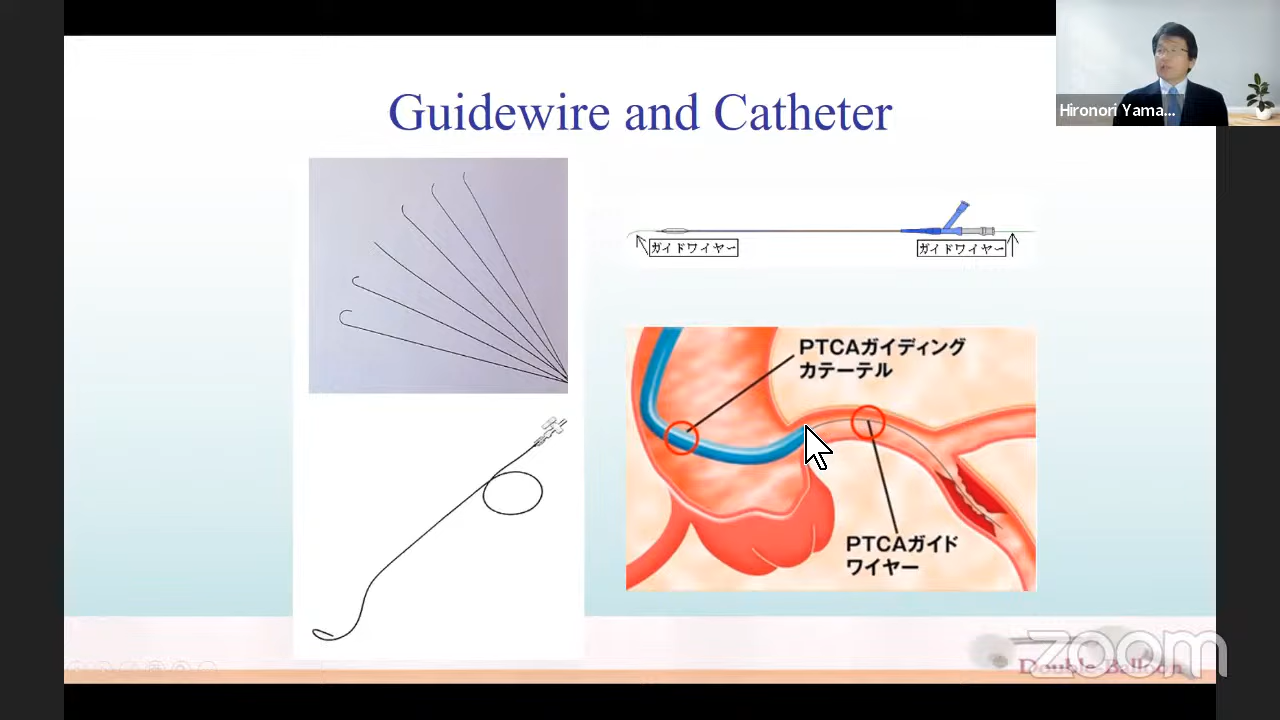 Guidewire and Catheter
Hironori Yama...
ガイドワイヤー
ガイドワイヤー
PTCAガイディング
カテーテル
PTCAガイド
ワイヤー
zoom
Double-Balloon